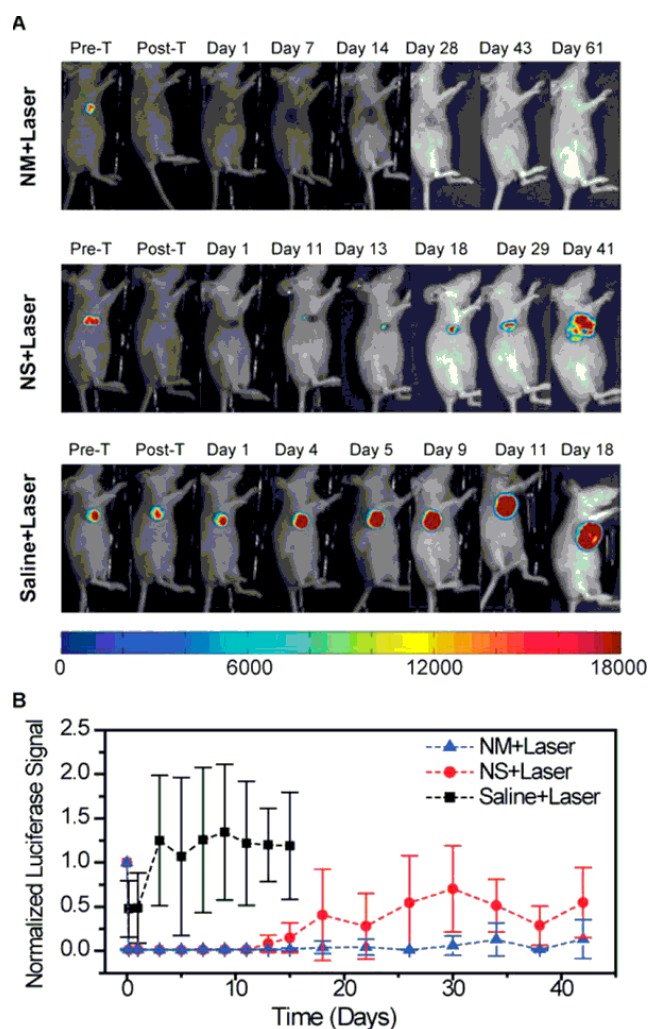 A
Pre-T Post-T Day 1 Day 7 Day 14 Day 28 Day 43 Day 61
NM+Laser
Pre-T Post-T Day 1 Day 11 Day 13 Day 18 Day 29 Day 41
NS+Laser
Pre-T Post-T Day 1 Day 4 Day 5 Day 9 Day 11 Day 18
Saline+Laser
0 6000 12000 18000
B
Normalized Luciferase Signal
2.5
2.0
1.5
1.0
0.5
0.0
NM+Laser
NS+Laser
Saline+Laser
0 10 20 30 40
Time (Days)